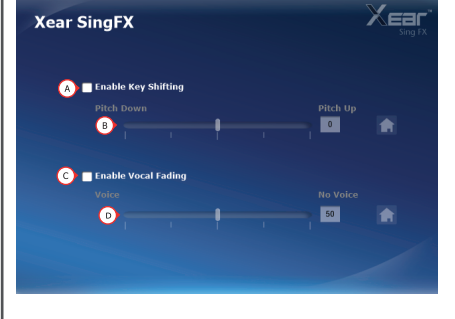 Xear SingFX
Xear™
Sing FX
A Enable Key Shifting
Pitch Down Pitch Up
B 0
C Enable Vocal Fading
Voice No Voice
D 50